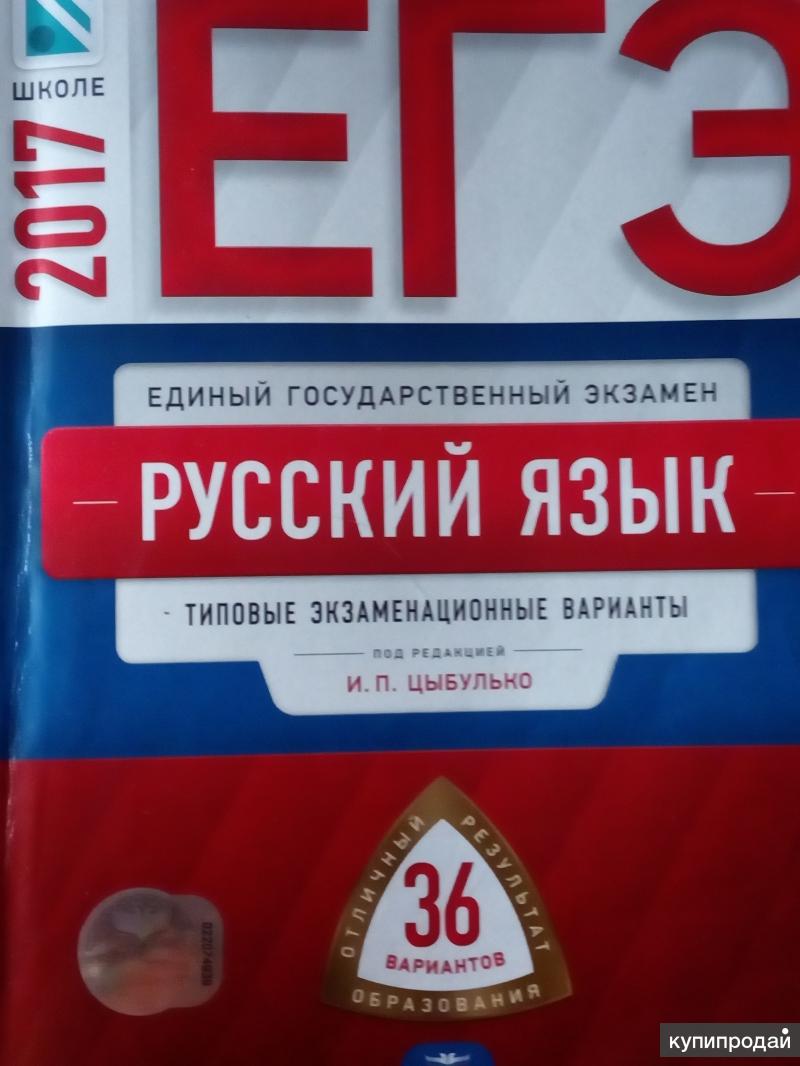 ШКОЛЕ
2017
ЕГЭ
ЕДИНЫЙ ГОСУДАРСТВЕННЫЙ ЭКЗАМЕН
РУССКИЙ ЯЗЫК
ТИПОВЫЕ ЭКЗАМЕНАЦИОННЫЕ ВАРИАНТЫ
ПОД РЕДАКЦИЕЙ
И. П. ЦЫБУЛЬКО
ОТЛИЧНЫЙ РЕЗУЛЬТАТ
36
ВАРИАНТОВ
ОБРАЗОВАНИЯ
купипродай